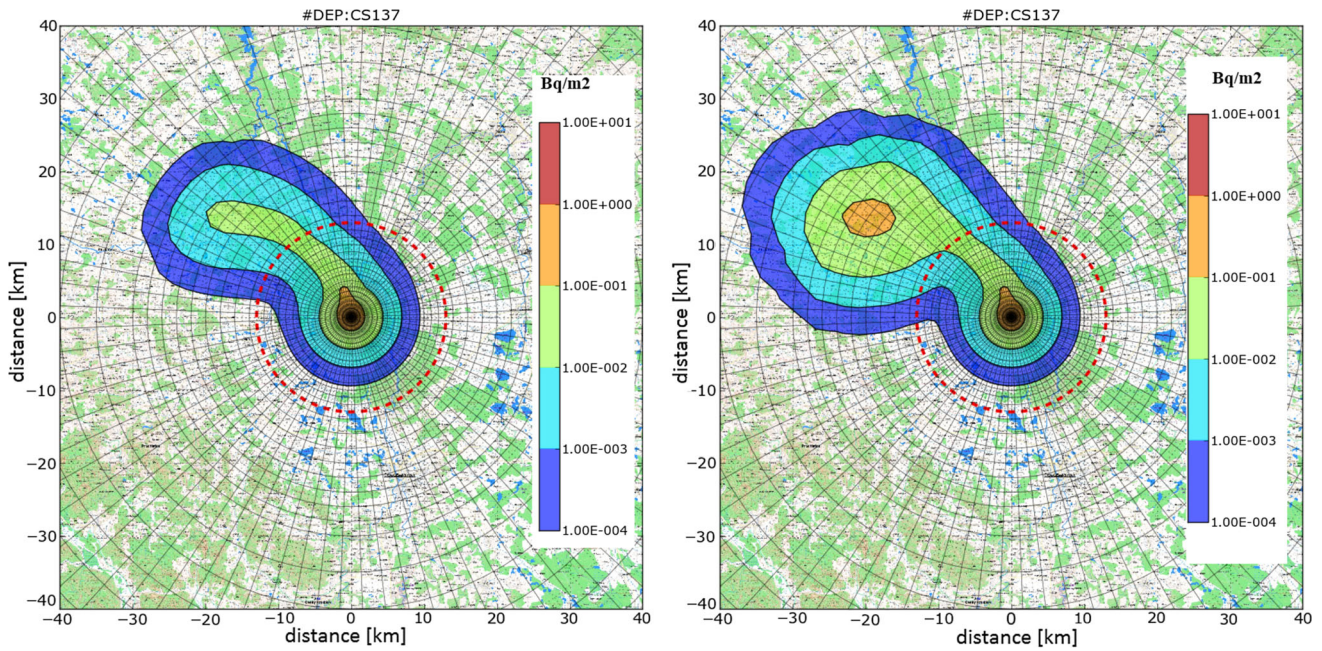 #DEP:CS137
40
30
20
10
0
−10
−20
−30
−40
distance [km]
−40
−30
−20
−10
0
10
20
30
40
distance [km]
Bq/m2
1.00E+001
1.00E+000
1.00E-001
1.00E-002
1.00E-003
1.00E-004
#DEP:CS137
40
30
20
10
0
−10
−20
−30
−40
distance [km]
−40
−30
−20
−10
0
10
20
30
40
distance [km]
Bq/m2
1.00E+001
1.00E+000
1.00E-001
1.00E-002
1.00E-003
1.00E-004